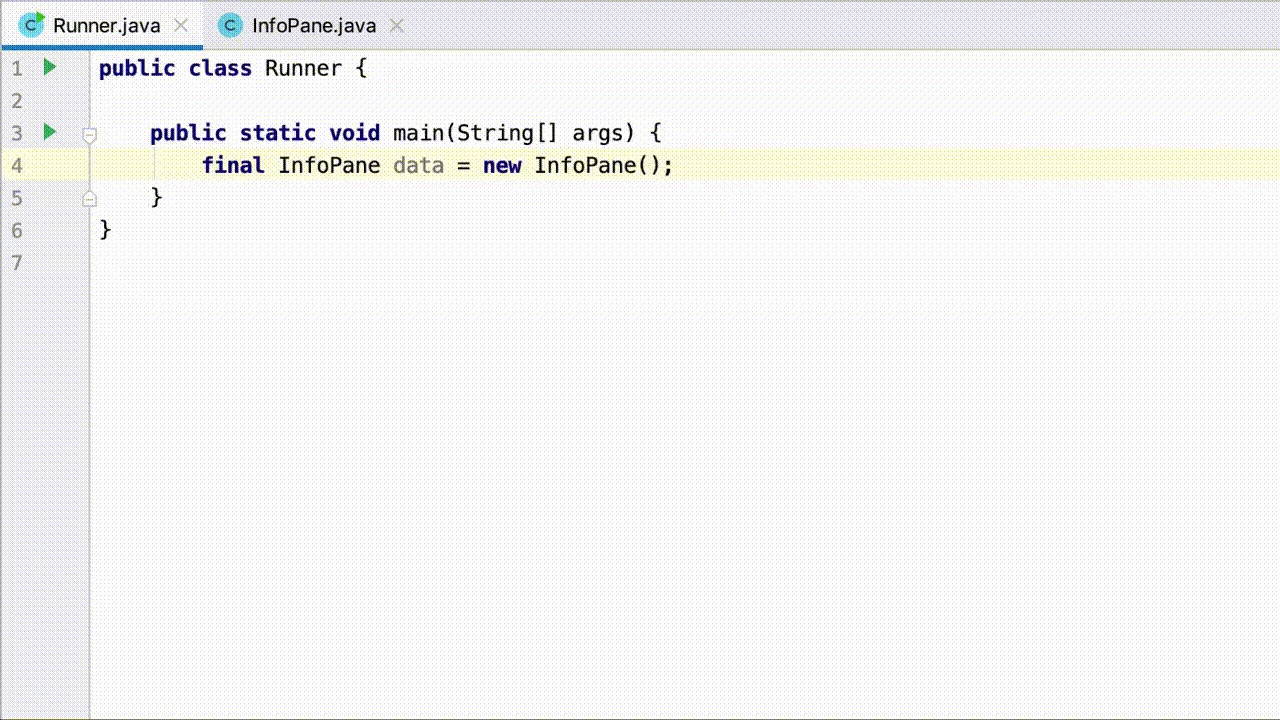 Runner.java InfoPane.java
1 public class Runner {
2
3     public static void main(String[] args) {
4         final InfoPane data = new InfoPane();
5     }
6 }
7